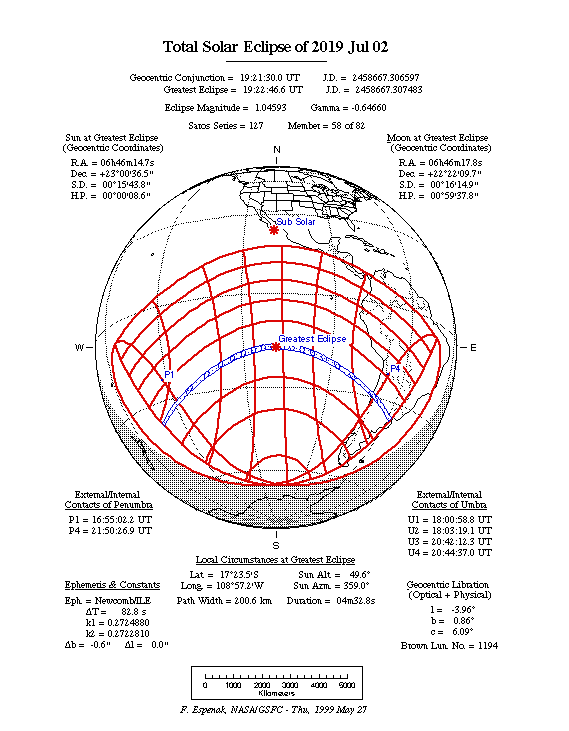 Total Solar Eclipse of 2019 Jul 02
Geocentric Conjunction = 19:21:30.0 UT J.D. = 2458667.306597
Greatest Eclipse = 19:22:46.6 UT J.D. = 2458667.307483
Eclipse Magnitude = 1.04593 Gamma = -0.64660
Saros Series = 127 Member = 58 of 82
Sun at Greatest Eclipse
(Geocentric Coordinates)
R.A. = 06h46m14.7s
Dec. = +23°00'36.5"
S.D. = 00°15'43.8"
H.P. = 00°00'08.6"
Moon at Greatest Eclipse
(Geocentric Coordinates)
R.A. = 06h46m17.8s
Dec. = +22°22'09.7"
S.D. = 00°16'14.9"
H.P. = 00°59'37.8"
N
Sub Solar
Greatest Eclipse
W
E
P1
P4
S
External/Internal
Contacts of Penumbra
P1 = 16:55:02.2 UT
P4 = 21:50:26.9 UT
External/Internal
Contacts of Umbra
U1 = 18:00:58.8 UT
U2 = 18:03:19.1 UT
U3 = 20:42:12.3 UT
U4 = 20:44:37.0 UT
Local Circumstances at Greatest Eclipse
Lat. = 17°23.5'S Sun Alt. = 49.6°
Long. = 108°57.2'W Sun Azm. = 359.0°
Path Width = 200.6 km Duration = 04m32.8s
Ephemeris & Constants
Eph. = Newcomb/ILE
ΔT = 82.8 s
k1 = 0.2724880
k2 = 0.2722810
Δb = -0.6" Δl = 0.0"
Geocentric Libration
(Optical + Physical)
l = -3.96°
b = 0.86°
c = 6.09°
Brown Lun. No. = 1194
0 1000 2000 3000 4000 5000
Kilometers
F. Espenak, NASA/GSFC - Thu, 1999 May 27